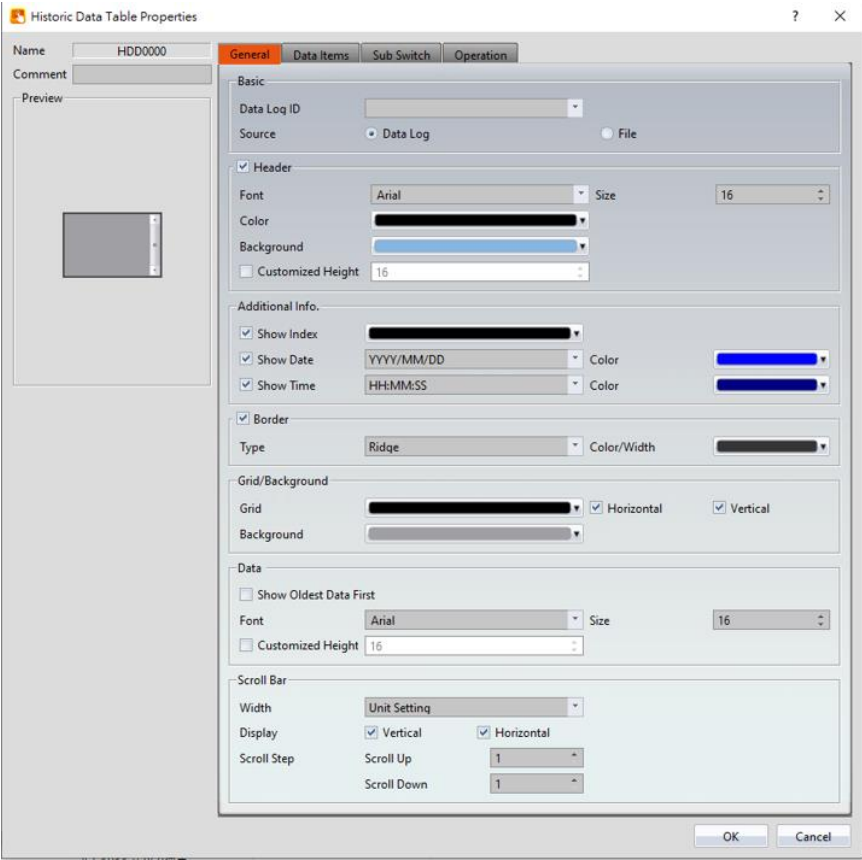 Historic Data Table Properties
? ×
Name HDD0000
Comment
Preview
General Data Items Sub Switch Operation
Basic
Data Log ID
Source Data Log File
Header
Font Arial Size 16
Color
Background
Customized Height 16
Additional Info.
Show Index
Show Date YYYY/MM/DD Color
Show Time HH:MM:SS Color
Border
Type Ridge Color/Width
Grid/Background
Grid Horizontal Vertical
Background
Data
Show Oldest Data First
Font Arial Size 16
Customized Height 16
Scroll Bar
Width Unit Setting
Display Vertical Horizontal
Scroll Step Scroll Up 1
Scroll Down 1
OK Cancel